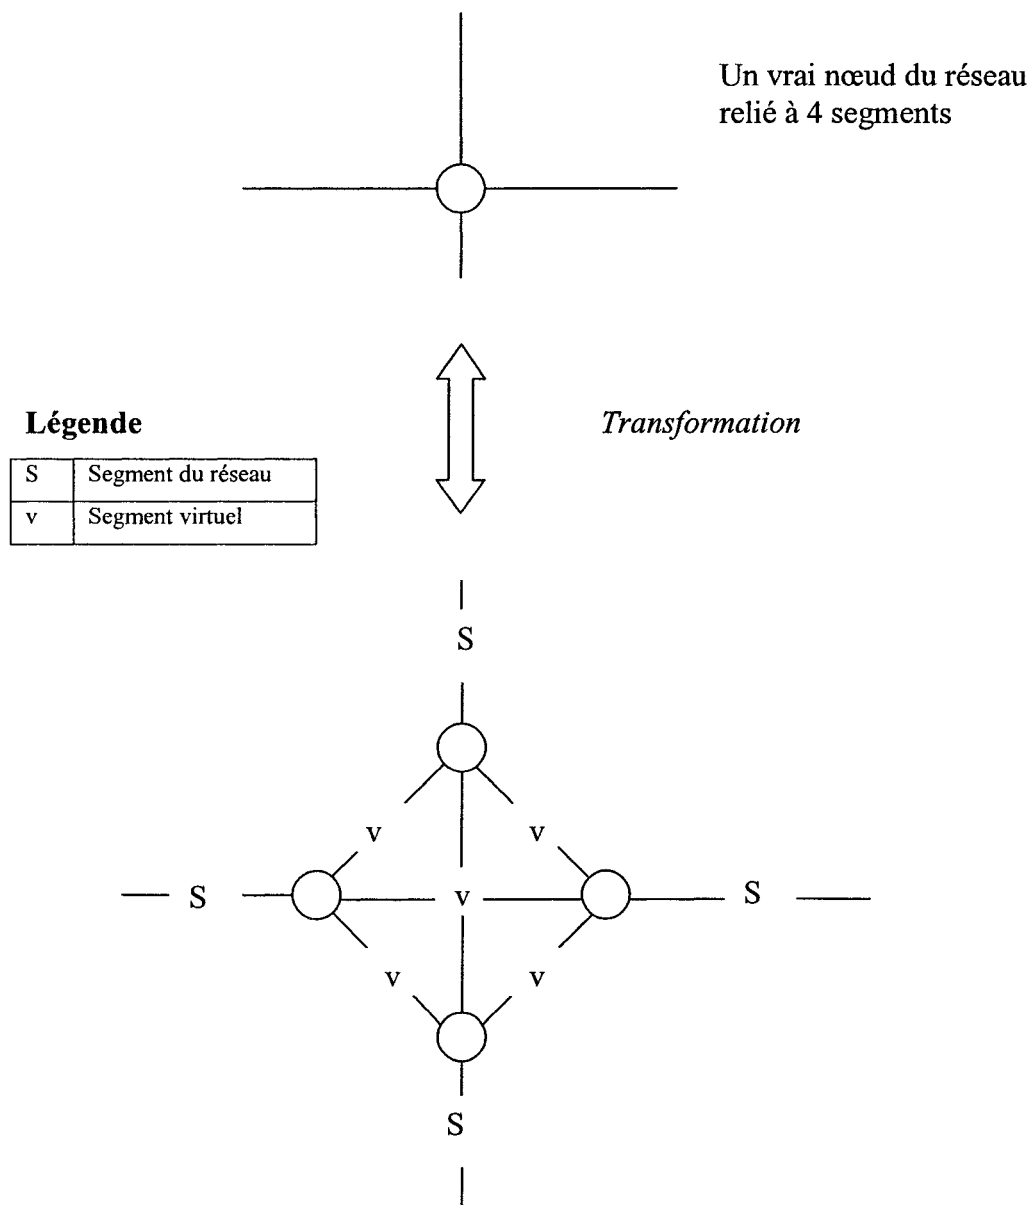 Un vrai nœud du réseau
relié à 4 segments
Légende
Transformation
S Segment du réseau
v Segment virtuel
S
v v
S v S
v v
S